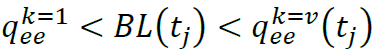 $q_{ee}^{k=1} < BL(t_j) < q_{ee}^{k=v}(t_j)$